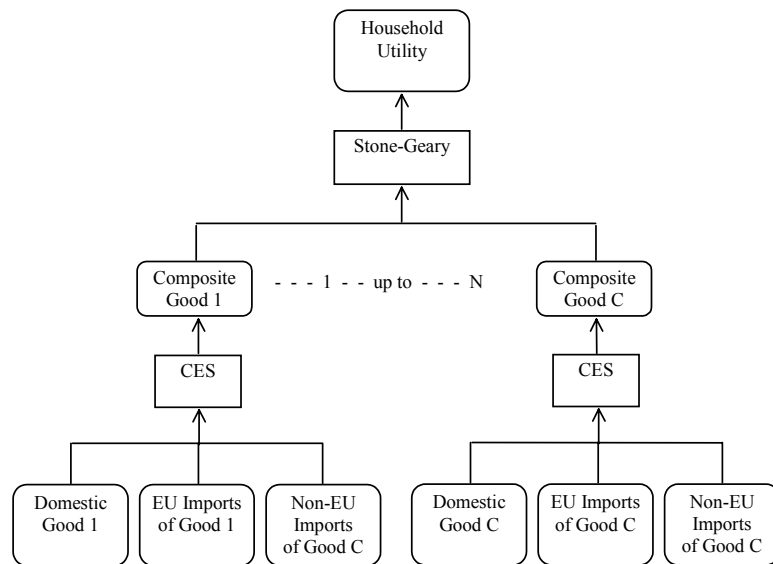 Household
Utility
Stone-Geary
Composite
Good 1
- - - 1 - - up to - - - N
Composite
Good C
CES
CES
Domestic
Good 1
EU Imports
of Good 1
Non-EU
Imports
of Good C
Domestic
Good C
EU Imports
of Good C
Non-EU
Imports
of Good C